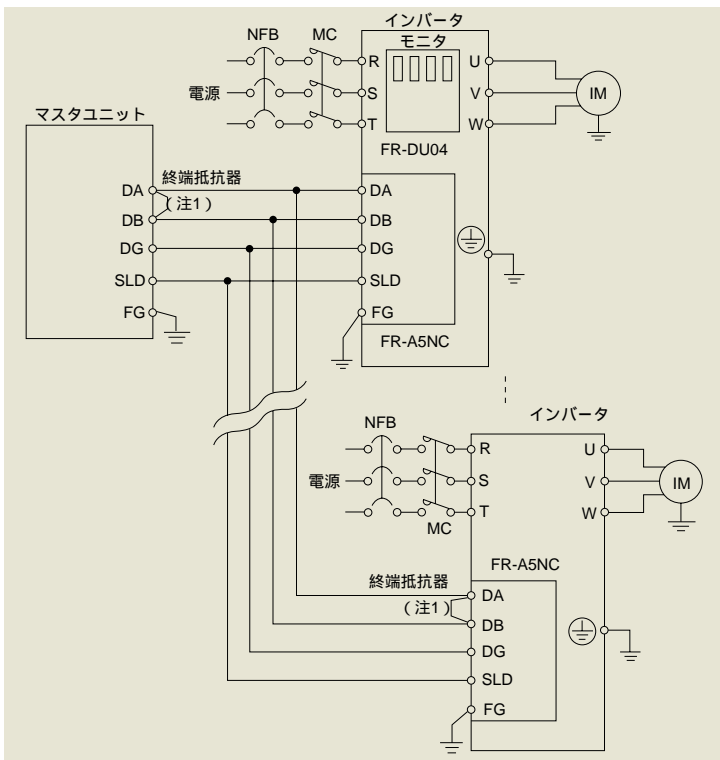 インバータ
NFB
MC
モニタ
R
U
電源
S
V
IM
T
W
FR-DU04
マスタユニット
終端抵抗器
DA
(注1)
DA
DB
DB
DG
DG
SLD
SLD
FG
FG
FR-A5NC
インバータ
NFB
R
U
電源
S
V
IM
T
W
MC
FR-A5NC
終端抵抗器
DA
(注1)
DB
DG
SLD
FG